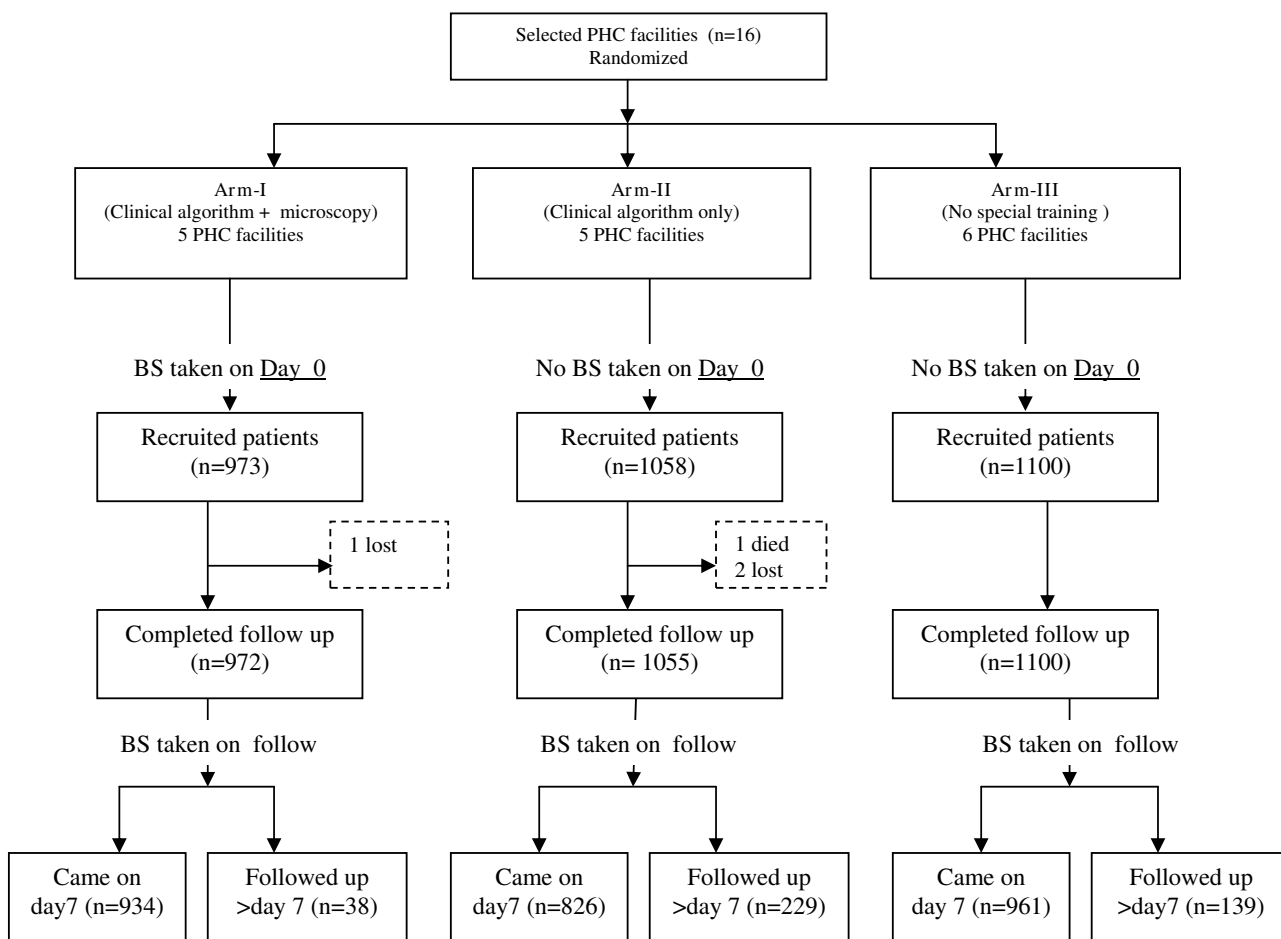 Selected PHC facilities (n=16)
Randomized
Arm-I
(Clinical algorithm + microscopy)
5 PHC facilities
Arm-II
(Clinical algorithm only)
5 PHC facilities
Arm-III
(No special training )
6 PHC facilities
BS taken on Day 0
No BS taken on Day 0
No BS taken on Day 0
Recruited patients
(n=973)
Recruited patients
(n=1058)
Recruited patients
(n=1100)
1 lost
1 died
2 lost
Completed follow up
(n=972)
Completed follow up
(n= 1055)
Completed follow up
(n=1100)
BS taken on follow
BS taken on follow
BS taken on follow
Came on
day7 (n=934)
Followed up
>day 7 (n=38)
Came on
day7 (n=826)
Followed up
>day 7 (n=229)
Came on
day 7 (n=961)
Followed up
>day7 (n=139)